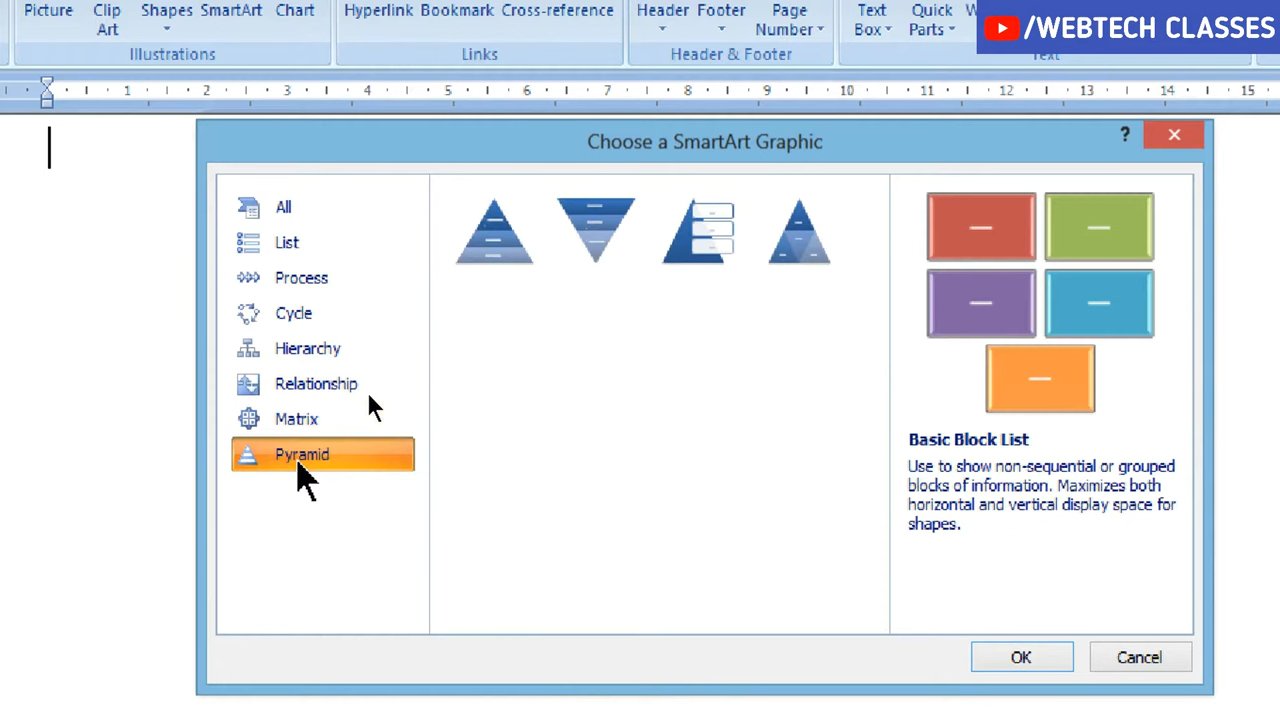 Picture Clip Art Shapes SmartArt Chart Hyperlink Bookmark Cross-reference Header Footer Page Number Text Box Quick Parts
/WEBTECH CLASSES
Illustrations Links Header & Footer Text
1 2 3 4 5 6 7 8 9 10 11 12 13 14 15
Choose a SmartArt Graphic
All
List
Process
Cycle
Hierarchy
Relationship
Matrix
Pyramid
Basic Block List
Use to show non-sequential or grouped
blocks of information. Maximizes both
horizontal and vertical display space for
shapes.
OK Cancel